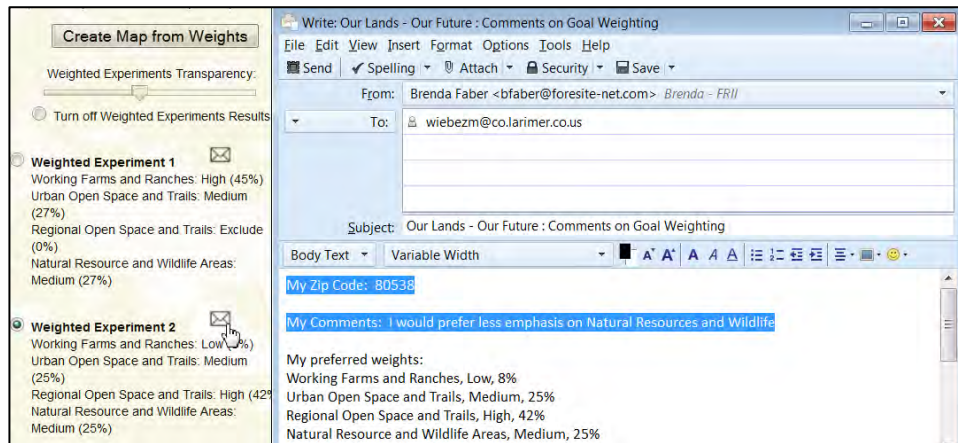 Create Map from Weights
Weighted Experiments Transparency:
Turn off Weighted Experiments Results
Weighted Experiment 1
Working Farms and Ranches: High (45%)
Urban Open Space and Trails: Medium
(27%)
Regional Open Space and Trails: Exclude
(0%)
Natural Resource and Wildlife Areas:
Medium (27%)
Weighted Experiment 2
Working Farms and Ranches: Low %)
Urban Open Space and Trails: Medium
(25%)
Regional Open Space and Trails: High (42%
Natural Resource and Wildlife Areas:
Medium (25%)
Write: Our Lands - Our Future : Comments on Goal Weighting
File Edit View Insert Format Options Tools Help
Send Spelling Attach Security Save
From: Brenda Faber <bfaber@foresite-net.com> Brenda - FRII
To: wiebezm@co.larimer.co.us
Subject: Our Lands - Our Future : Comments on Goal Weighting
Body Text Variable Width
My Zip Code: 80538
My Comments: I would prefer less emphasis on Natural Resources and Wildlife
My preferred weights:
Working Farms and Ranches, Low, 8%
Urban Open Space and Trails, Medium, 25%
Regional Open Space and Trails, High, 42%
Natural Resource and Wildlife Areas, Medium, 25%